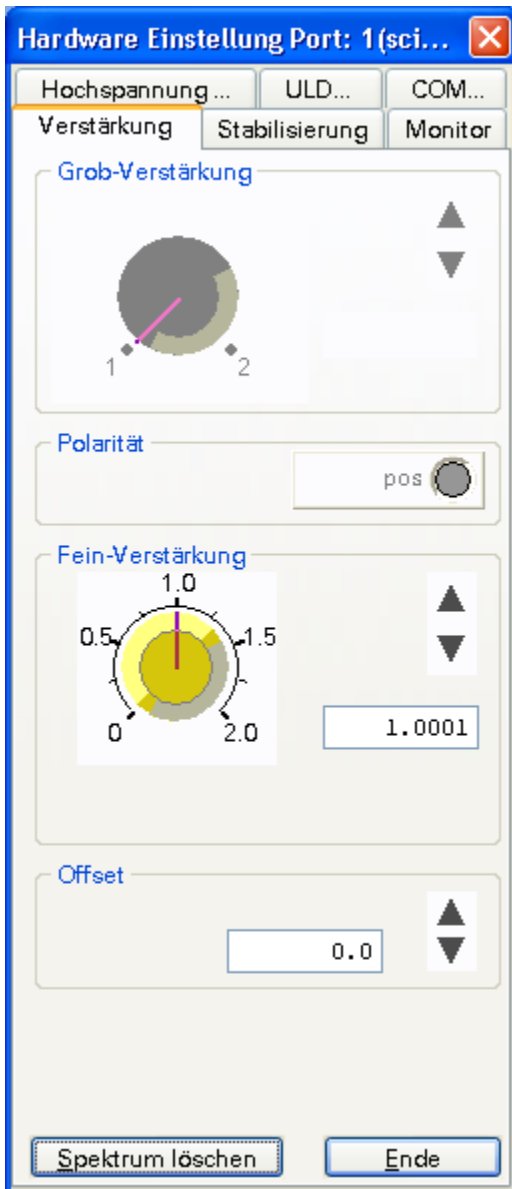 Hardware Einstellung Port: 1(sci...
Hochspannung ... ULD... COM...
Verstärkung Stabilisierung Monitor
Grob-Verstärkung
1 2
Polarität
pos
Fein-Verstärkung
1.0
0.5 1.5
0 2.0
1.0001
Offset
0.0
Spektrum löschen Ende